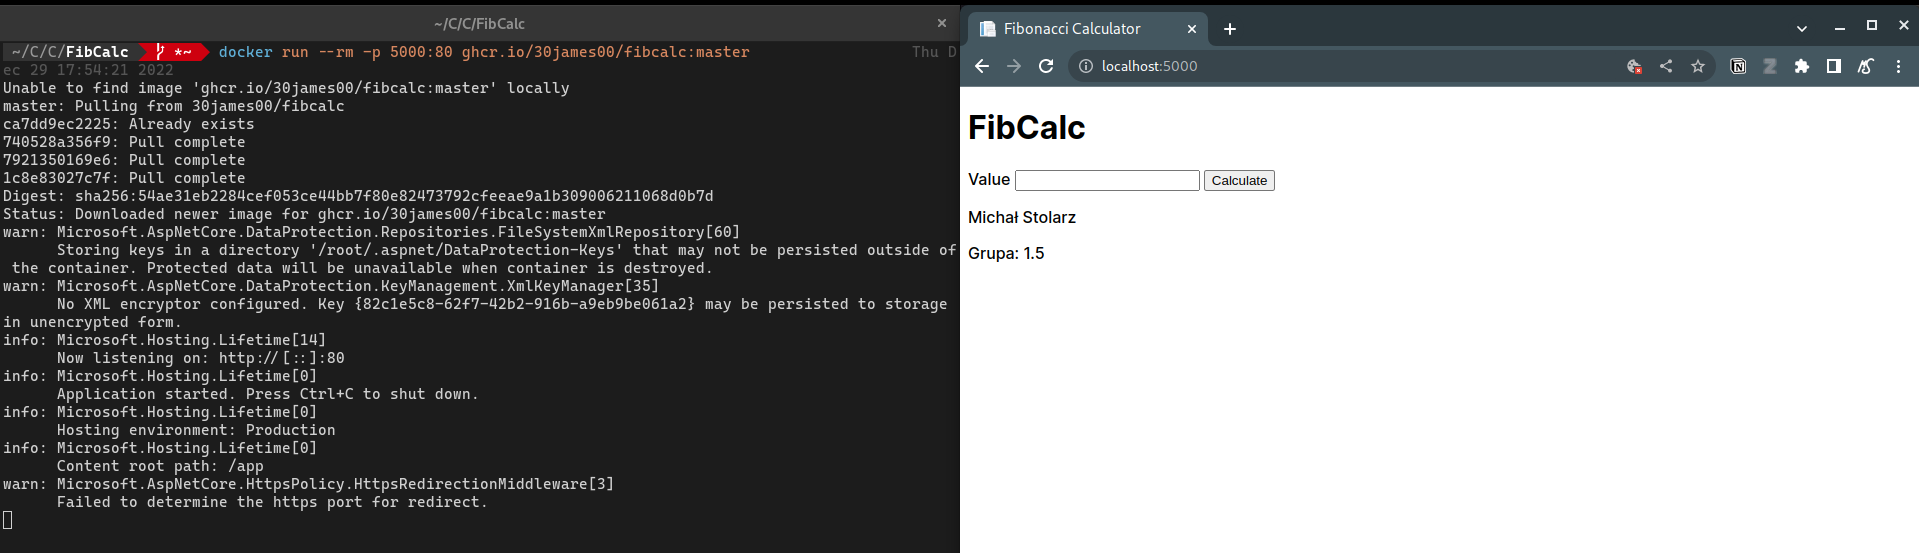 ~/C/C/FibCalc
~/C/C/FibCalc *~ docker run --rm -p 5000:80 ghcr.io/30james00/fibcalc:master Thu D
ec 29 17:54:21 2022
Unable to find image 'ghcr.io/30james00/fibcalc:master' locally
master: Pulling from 30james00/fibcalc
ca7dd9ec2225: Already exists
740528a356f9: Pull complete
7921350169e6: Pull complete
1c8e83027c7f: Pull complete
Digest: sha256:54ae31eb2284cef053ce44bb7f80e82473792cfeeae9a1b309006211068d0b7d
Status: Downloaded newer image for ghcr.io/30james00/fibcalc:master
warn: Microsoft.AspNetCore.DataProtection.Repositories.FileSystemXmlRepository[60]
Storing keys in a directory '/root/.aspnet/DataProtection-Keys' that may not be persisted outside of
the container. Protected data will be unavailable when container is destroyed.
warn: Microsoft.AspNetCore.DataProtection.KeyManagement.XmlKeyManager[35]
No XML encryptor configured. Key {82c1e5c8-62f7-42b2-916b-a9eb9be061a2} may be persisted to storage
in unencrypted form.
info: Microsoft.Hosting.Lifetime[14]
Now listening on: http://[::]:80
info: Microsoft.Hosting.Lifetime[0]
Application started. Press Ctrl+C to shut down.
info: Microsoft.Hosting.Lifetime[0]
Hosting environment: Production
info: Microsoft.Hosting.Lifetime[0]
Content root path: /app
warn: Microsoft.AspNetCore.HttpsPolicy.HttpsRedirectionMiddleware[3]
Failed to determine the https port for redirect.
Fibonacci Calculator
localhost:5000
FibCalc
Value Calculate
Michał Stolarz
Grupa: 1.5